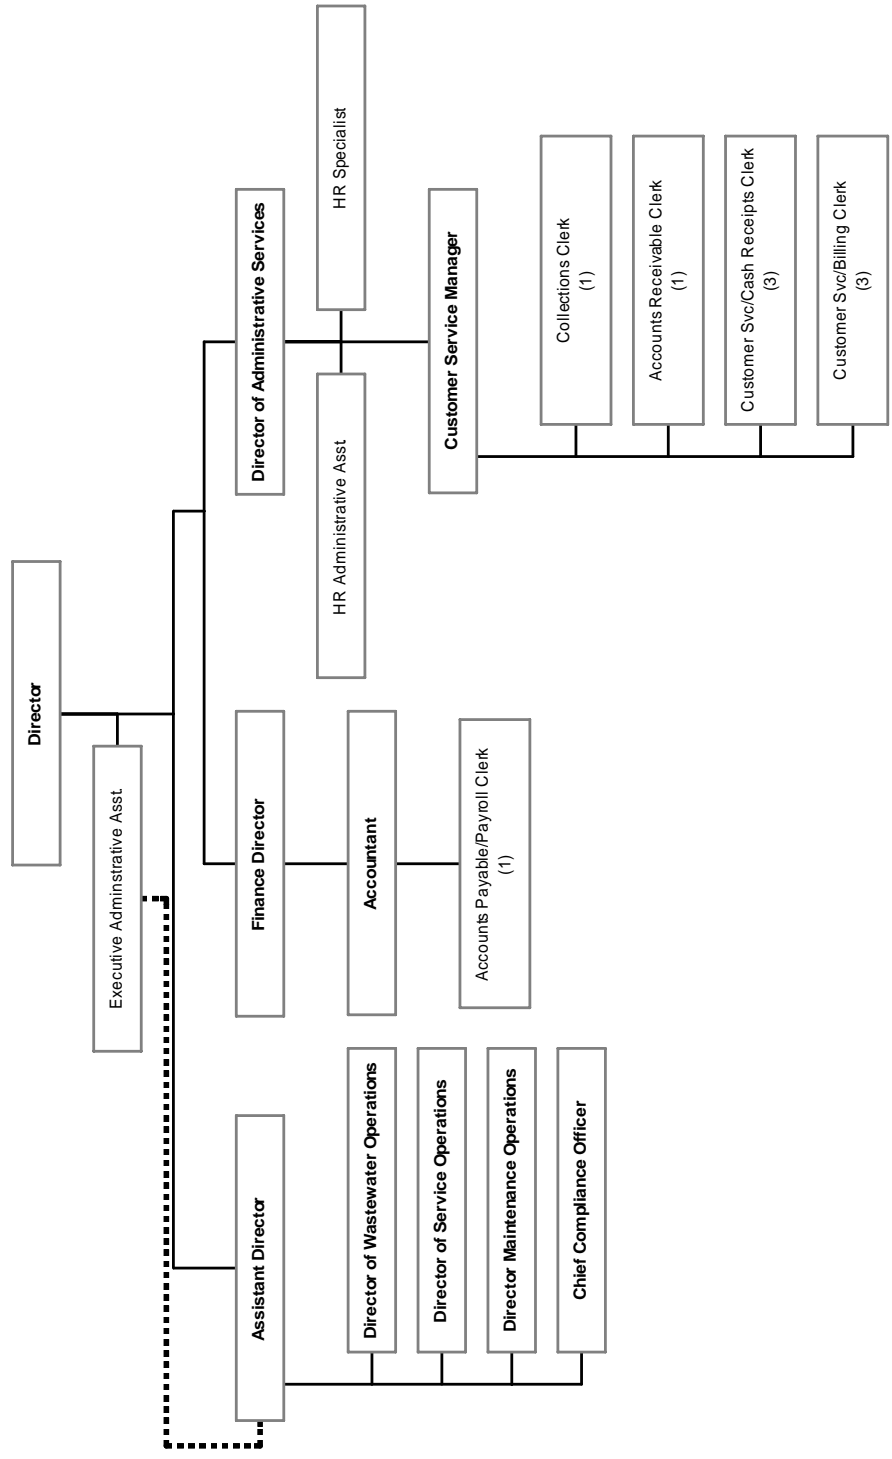 Director
Executive Adminstrative Asst.
Assistant Director
Finance Director
Director of Administrative Services
Director of Wastewater Operations
Director of Service Operations
Director Maintenance Operations
Chief Compliance Officer
Accountant
Accounts Payable/Payroll Clerk
(1)
HR Administrative Asst.
HR Specialist
Customer Service Manager
Collections Clerk
(1)
Accounts Receivable Clerk
(1)
Customer Svc/Cash Receipts Clerk
(3)
Customer Svc/Billing Clerk
(3)